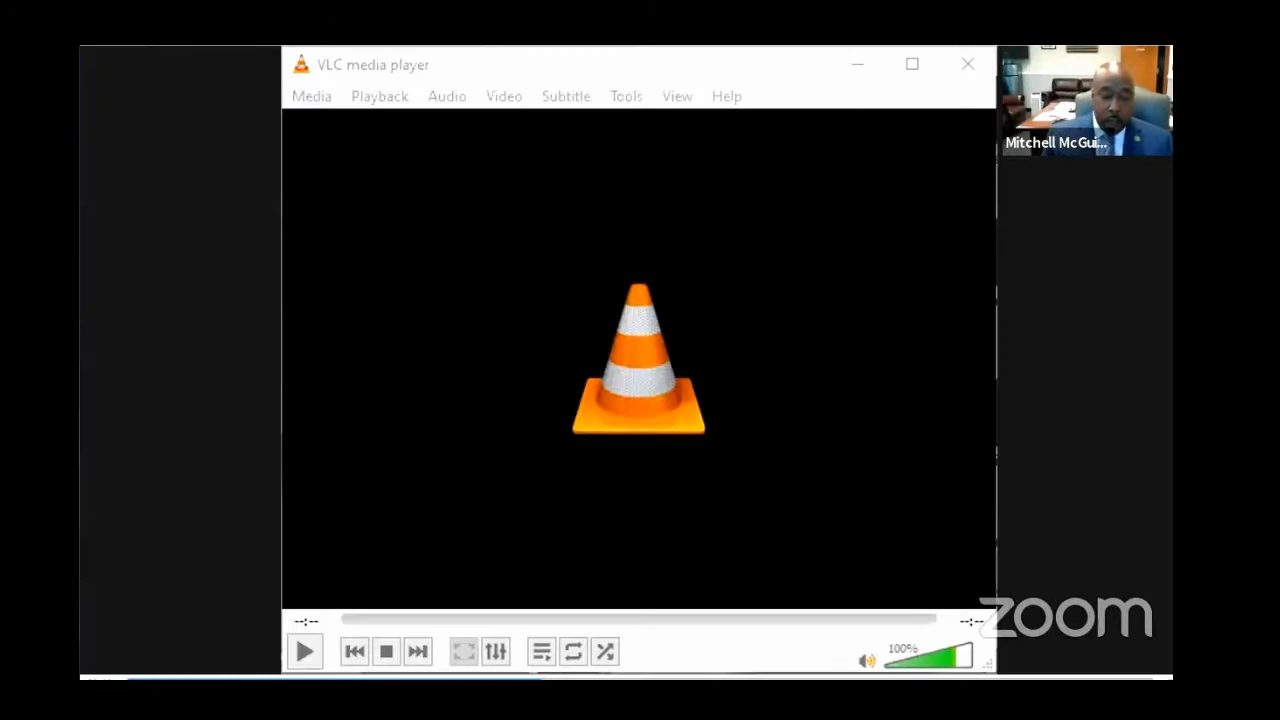 VLC media player
Media Playback Audio Video Subtitle Tools View Help
Mitchell McGui...
--:--
--:--
100%
zoom